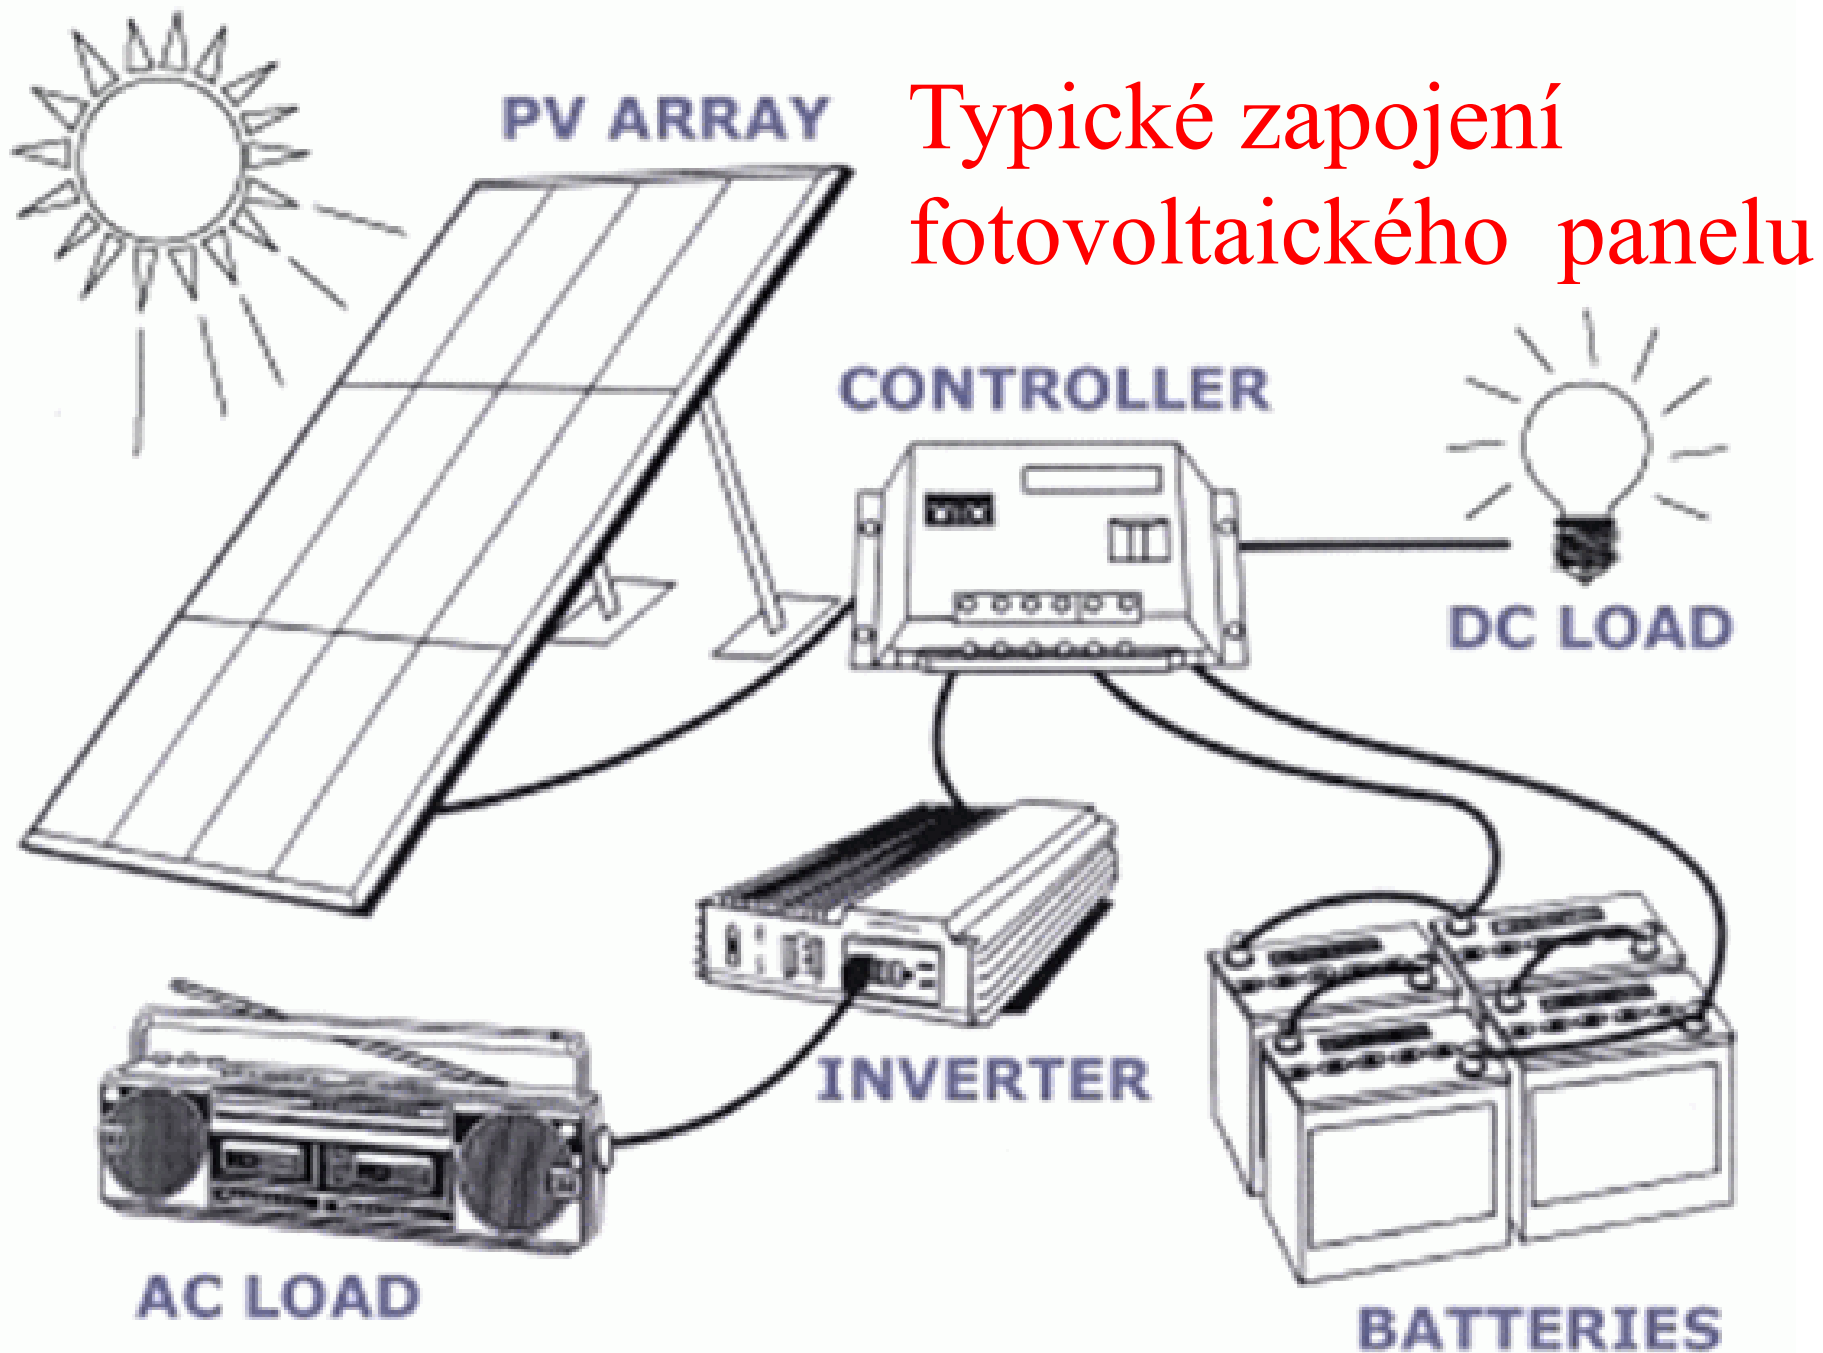 PV ARRAY
Typické zapojení
fotovoltaického panelu
CONTROLLER
DC LOAD
INVERTER
AC LOAD
BATTERIES